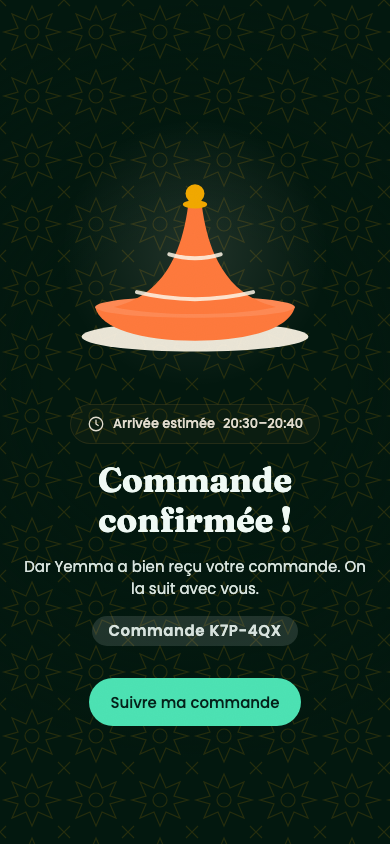 Arrivée estimée 20:30–20:40
Commande
confirmée !
Dar Yemma a bien reçu votre commande. On
la suit avec vous.
Commande K7P-4QX
Suivre ma commande